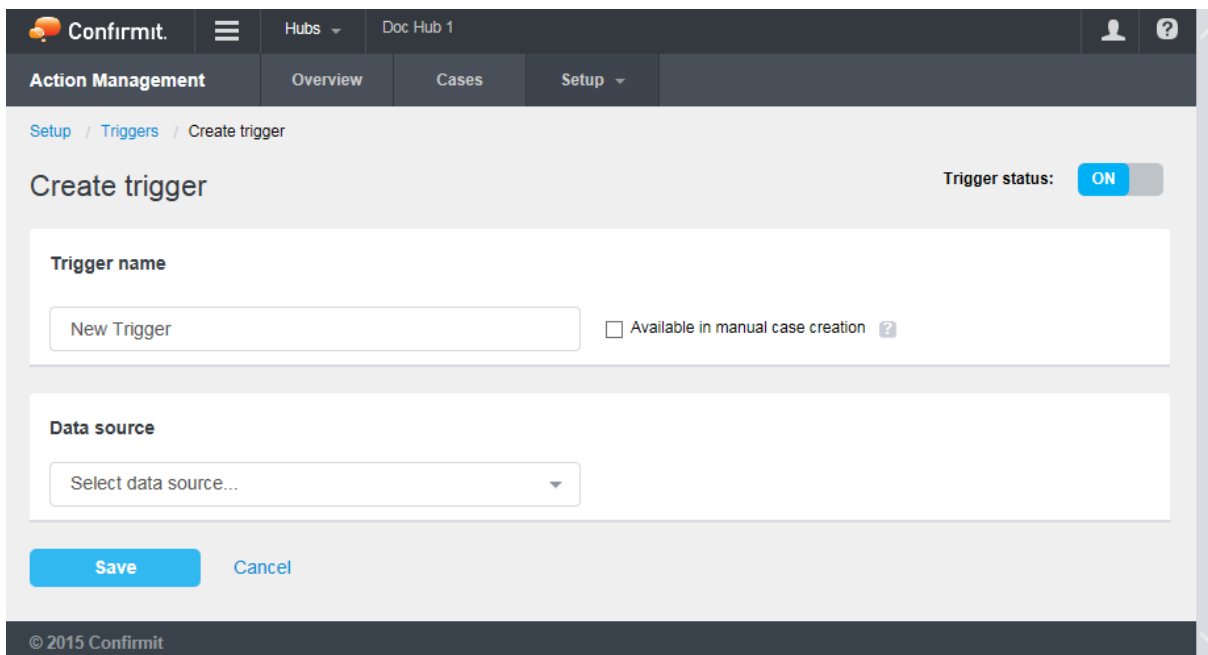 Confirmit. Hubs Doc Hub 1 ?
Action Management Overview Cases Setup
Setup / Triggers / Create trigger
Create trigger Trigger status: ON
Trigger name
New Trigger Available in manual case creation ?
Data source
Select data source...
Save Cancel
© 2015 Confirmit